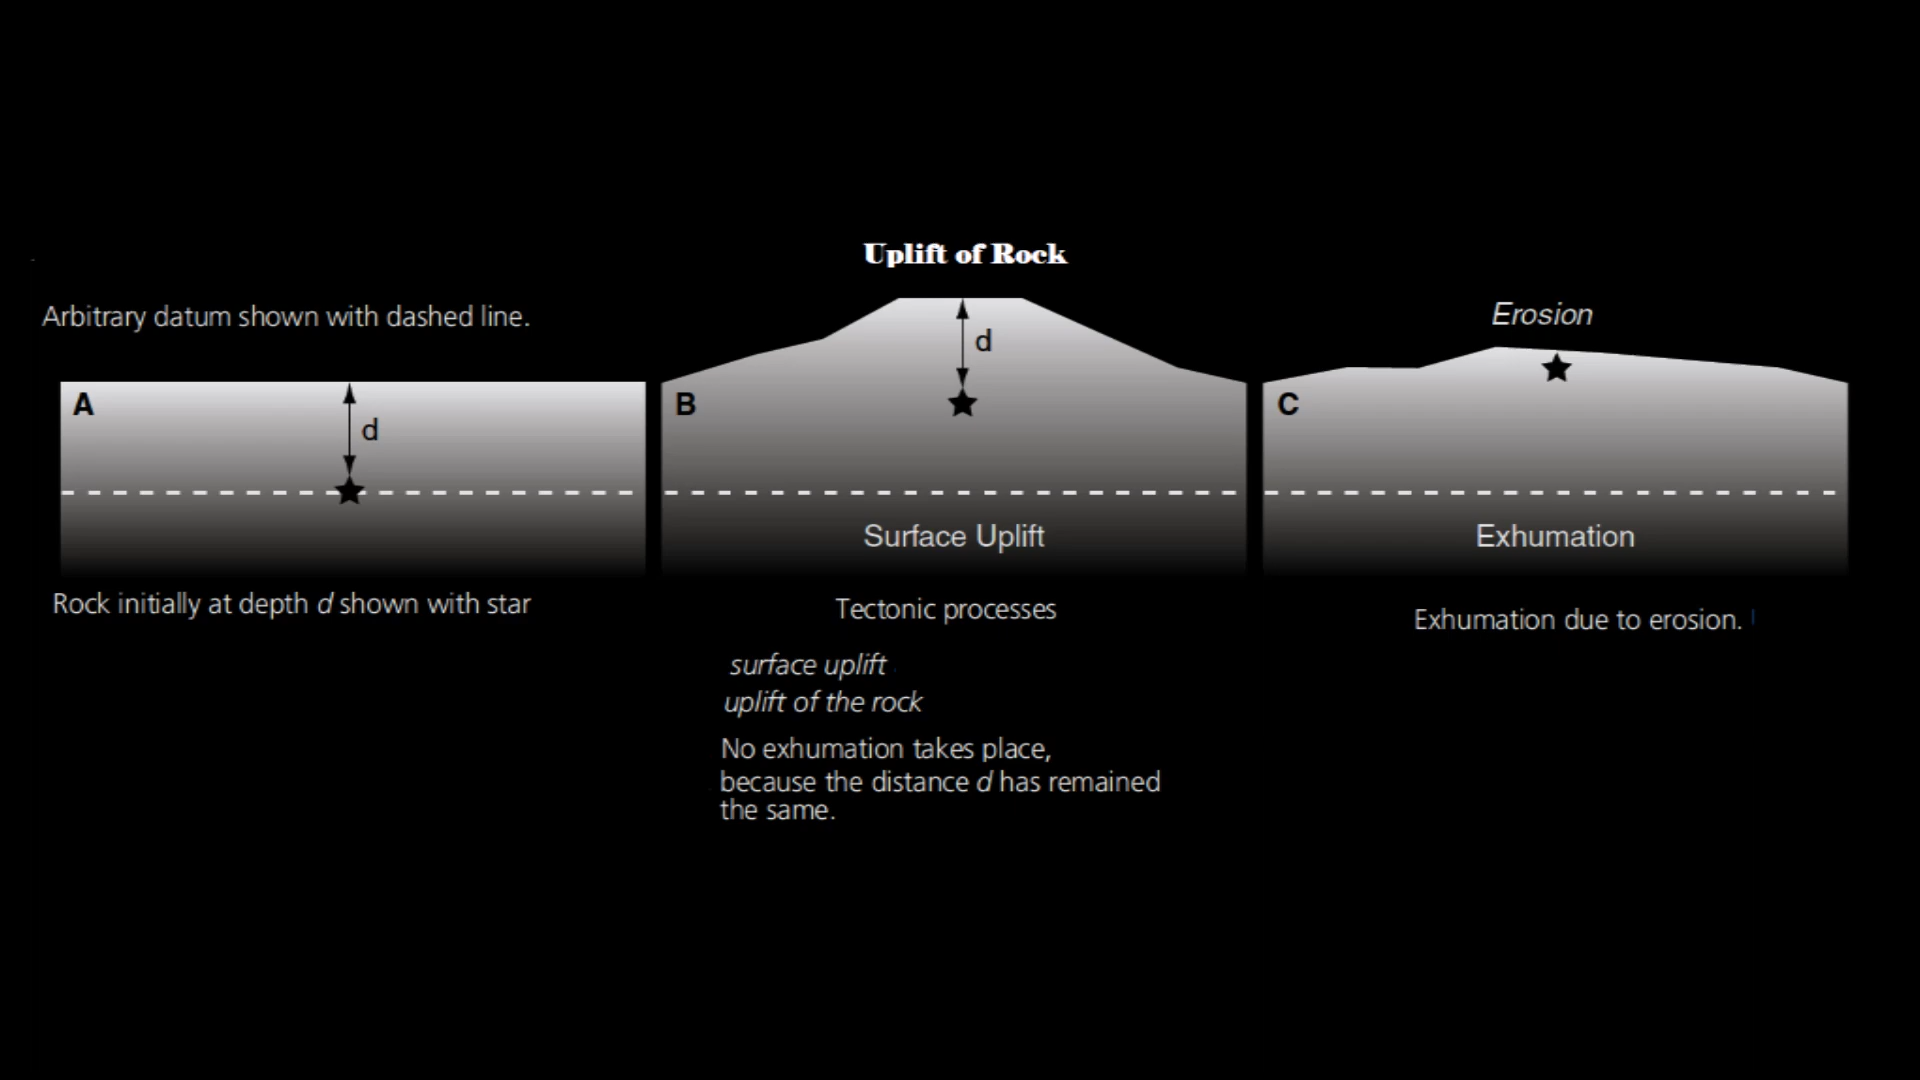 Uplift of Rock
Arbitrary datum shown with dashed line.
Erosion
A
d
B
d
C
Surface Uplift
Exhumation
Rock initially at depth d shown with star
Tectonic processes
Exhumation due to erosion.
surface uplift
uplift of the rock
No exhumation takes place,
because the distance d has remained
the same.